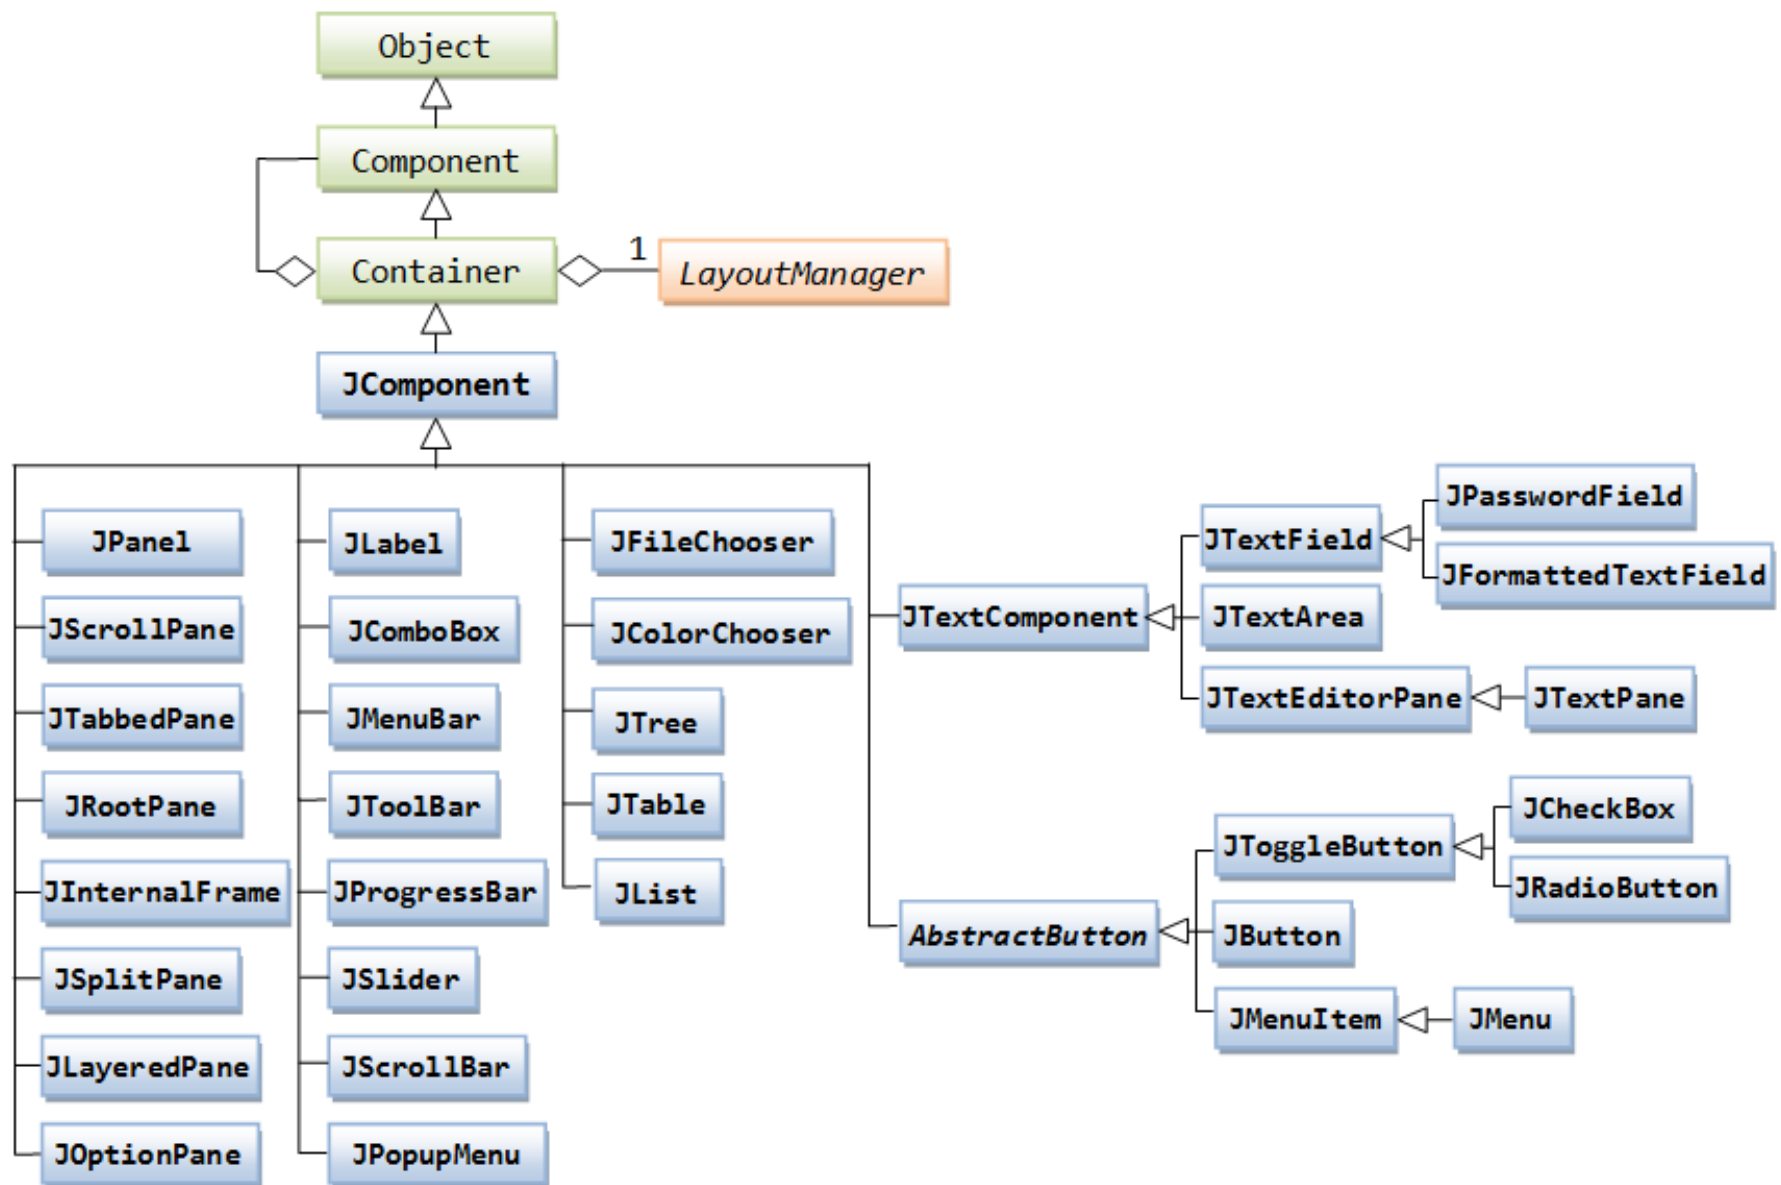 Object
Component
Container
1
LayoutManager
JComponent
JPanel
JScrollPane
JTabbedPane
JRootPane
JInternalFrame
JSplitPane
JLayeredPane
JOptionPane
JLabel
JComboBox
JMenuBar
JToolBar
JProgressBar
JSlider
JScrollBar
JPopupMenu
JFileChooser
JColorChooser
JTree
JTable
JList
JTextComponent
JTextField
JPasswordField
JFormattedTextField
JTextArea
JTextEditorPane
JTextPane
AbstractButton
JToggleButton
JCheckBox
JRadioButton
JButton
JMenuItem
JMenu